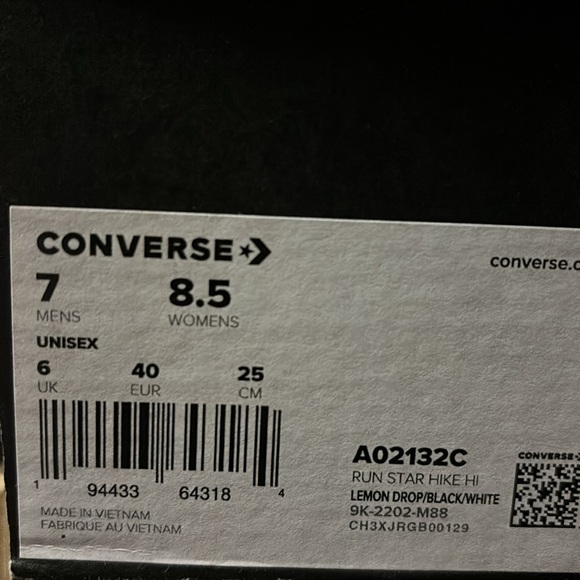 CONVERSE
converse.c
7 8.5
MENS WOMENS
UNISEX
6 40 25
UK EUR CM
1 94433 64318 4
MADE IN VIETNAM
FABRIQUE AU VIETNAM
A02132C
RUN STAR HIKE HI
LEMON DROP/BLACK/WHITE
9K-2202-M88
CH3XJRGB00129
CONVERSE